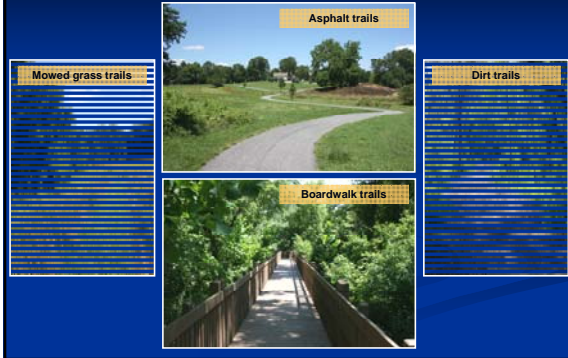 Asphalt trails
Mowed grass trails
Dirt trails
Boardwalk trails